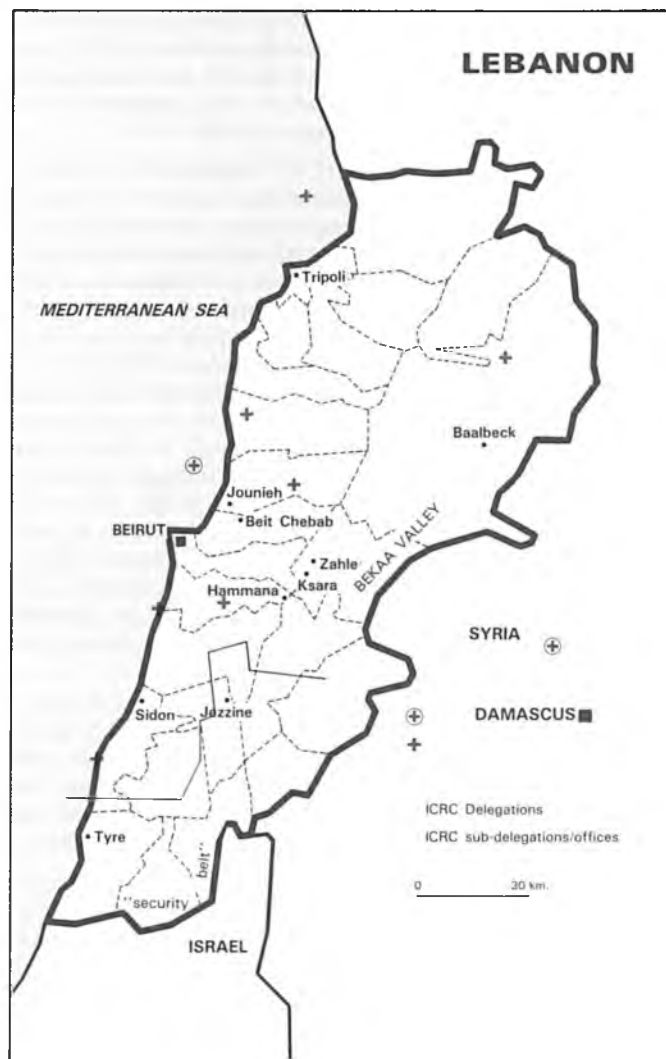 LEBANON
MEDITERRANEAN SEA
Tripoli
Baalbeck
Jounieh
Beit Chebab
BEIRUT
Zahle
BEKAA VALLEY
Ksara
Hammana
SYRIA
Sidon
Jezzine
DAMASCUS
ICRC Delegations
ICRC sub-delegations/offices
0 30 km.
Tyre
"security
belt"
ISRAEL